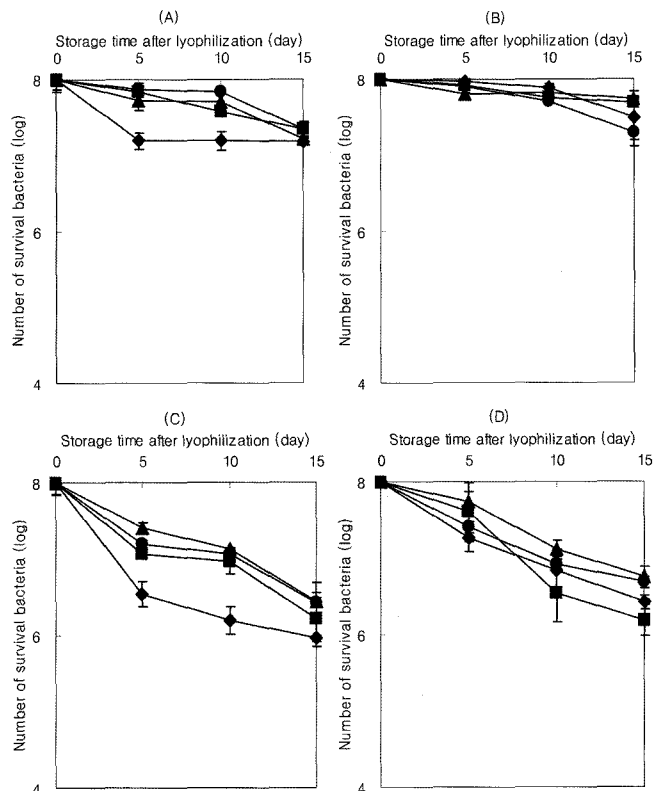 (A)
Storage time after lyophilization (day)
0 5 10 15
8
6
4
Number of survival bacteria (log)
(B)
Storage time after lyophilization (day)
0 5 10 15
8
6
4
Number of survival bacteria (log)
(C)
Storage time after lyophilization (day)
0 5 10 15
8
6
4
Number of survival bacteria (log)
(D)
Storage time after lyophilization (day)
0 5 10 15
8
6
4
Number of survival bacteria (log)